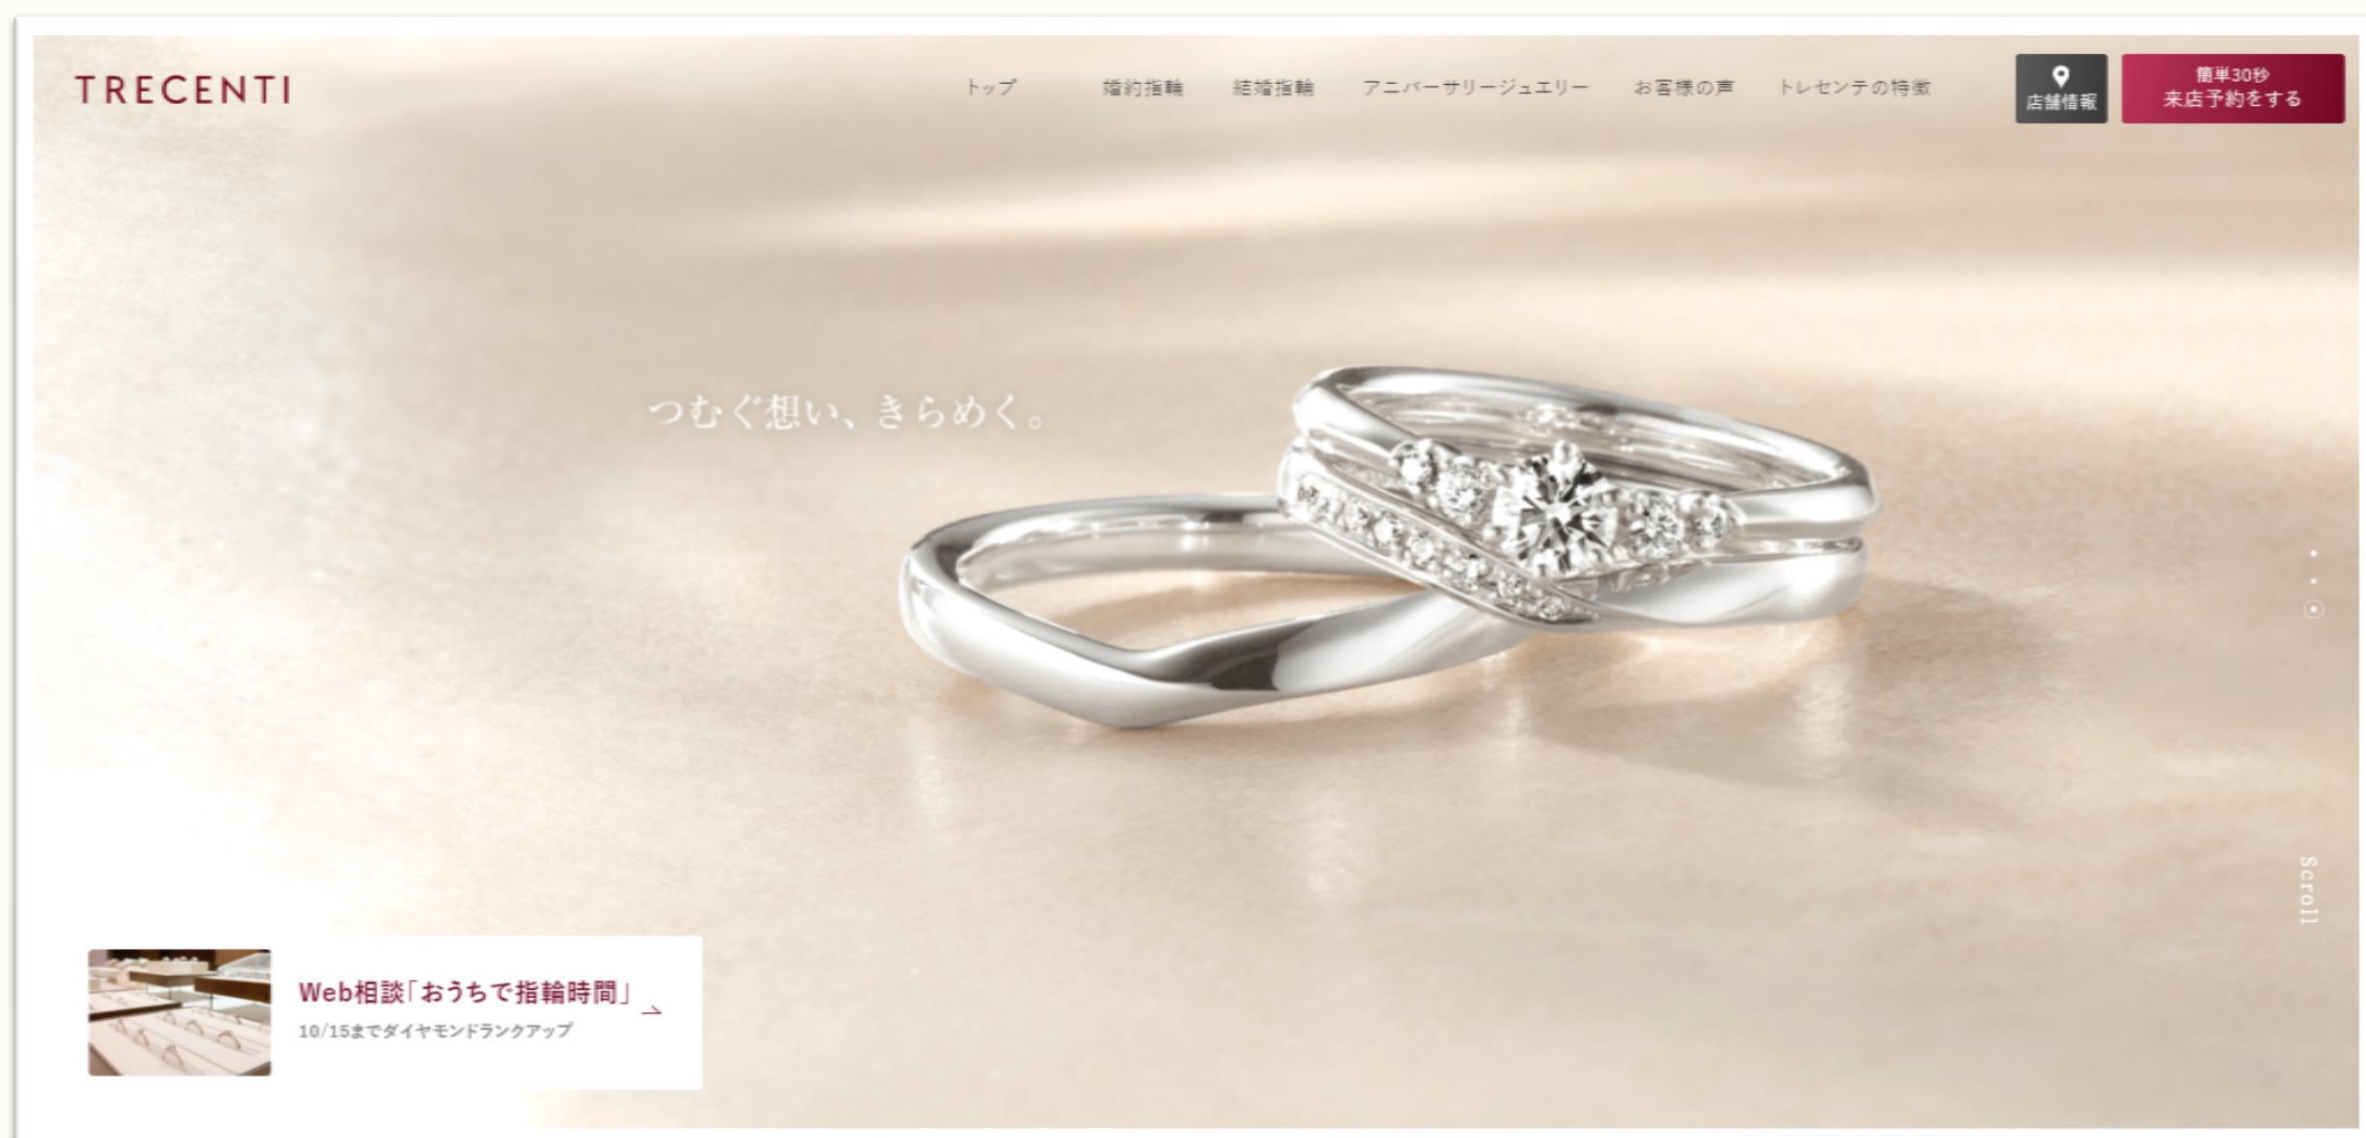 TRECENTI
トップ
婚約指輪
結婚指輪
アニバーサリージュエリー
お客様の声
トレセンテの特徴
店舗情報
簡単30秒
来店予約をする
つむぐ想い、きらめく。
Scroll
Web相談「おうちで指輪時間」
10/15までダイヤモンドランクアップ